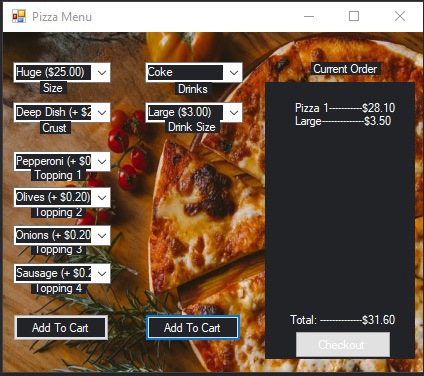 Pizza Menu
Huge ($25.00)
Size
Deep Dish (+ $2
Crust
Pepperoni (+ $0
Topping 1
Olives (+ $0.20)
Topping 2
Onions (+ $0.20
Topping 3
Sausage (+ $0.2
Topping 4
Add To Cart
Coke
Drinks
Large ($3.00)
Drink Size
Add To Cart
Current Order
Pizza 1-----------$28.10
Large--------------$3.50
Total: --------------$31.60
Checkout